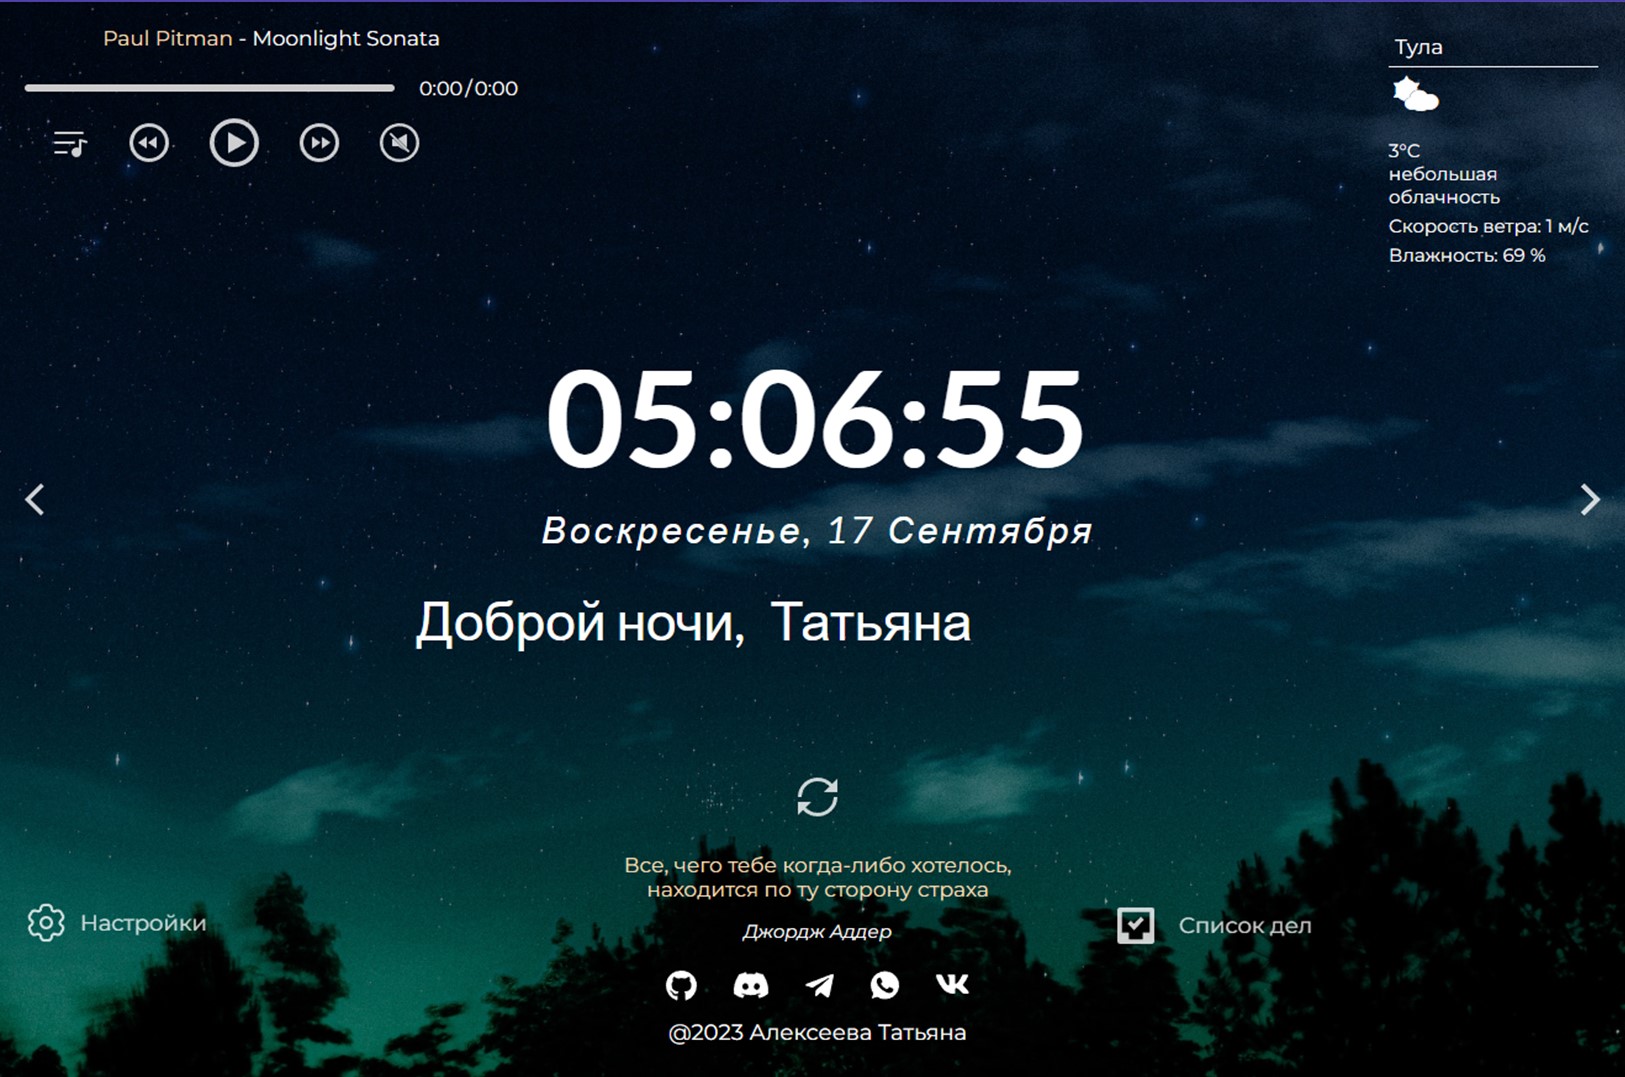 Paul Pitman - Moonlight Sonata
0:00/0:00
Тула
3°C
небольшая
облачность
Скорость ветра: 1 м/с
Влажность: 69 %
05:06:55
Воскресенье, 17 Сентября
Доброй ночи, Татьяна
Все, чего тебе когда-либо хотелось,
находится по ту сторону страха
Джордж Аддер
Настройки
Список дел
@2023 Алексеева Татьяна